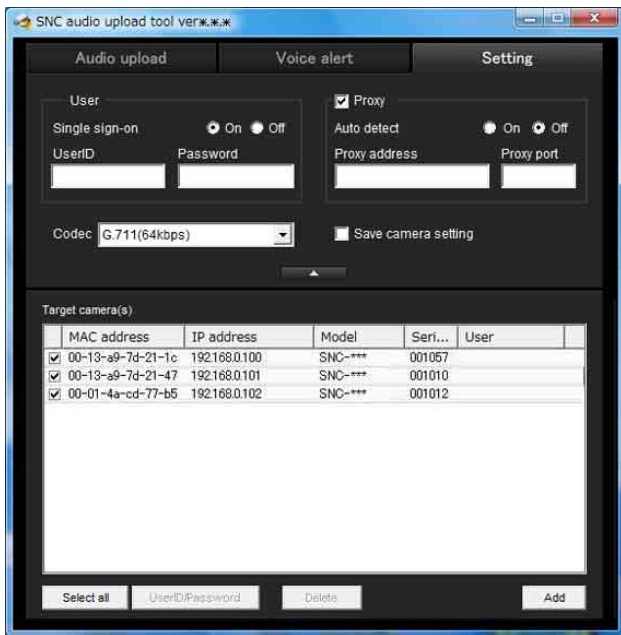 SNC audio upload tool ver*.*.*
Audio upload Voice alert Setting
User
Single sign-on On Off
UserID Password
Proxy
Auto detect On Off
Proxy address Proxy port
Codec G.711(64kbps)
Save camera setting
Target camera(s)
MAC address IP address Model Seri... User
00-13-a9-7d-21-1c 192.168.0.100 SNC-*** 001057
00-13-a9-7d-21-47 192.168.0.101 SNC-*** 001010
00-01-4a-cd-77-b5 192.168.0.102 SNC-*** 001012
Select all UserID/Password Delete Add